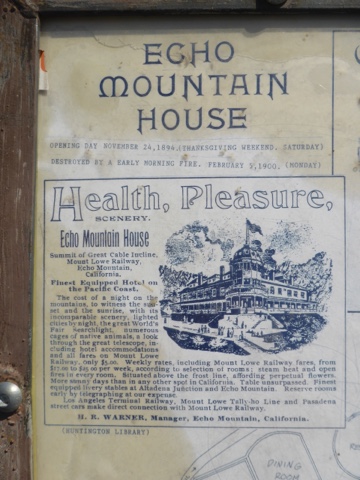 ECHO
MOUNTAIN
HOUSE
OPENING DAY NOVEMBER 24,1894.(THANKSGIVING WEEKEND. SATURDAY)
DESTROYED BY A EARLY MORNING FIRE. FEBRUARY 5,1900. (MONDAY)
Health, Pleasure,
SCENERY.
Echo Mountain House
Summit of Great Cable Incline,
Mount Lowe Railway,
Echo Mountain,
California.
Finest Equipped Hotel on
the Pacific Coast.
The cost of a night on the
mountains, to witness the sun-
set and the sunrise, with its
incomparable scenery, lighted
cities by night, the great World's
Fair Searchlight, numerous
cages of native animals, a look
through the great telescope, in-
cluding hotel accommodations
and all fares on Mount Lowe
Railway, only $5.00. Weekly rates, including Mount Lowe Railway fares, from
per week, according to selection of rooms; steam heat and open
fires in every room. Situated above the frost line, affording perpetual flowers.
More sunny days than in any other spot in California. Table unsurpassed. Finest
equipped livery stables at Altadena Junction and Echo Mountain. Reserve rooms
early by telegraphing at our expense.
Los Angeles Terminal Railway, Mount Lowe Tally-ho Line and Pasadena
street cars make direct connection with Mount Lowe Railway.
H. R. WARNER, Manager, Echo Mountain, California.
(HUNTINGTON LIBRARY)
DINING
ROOM